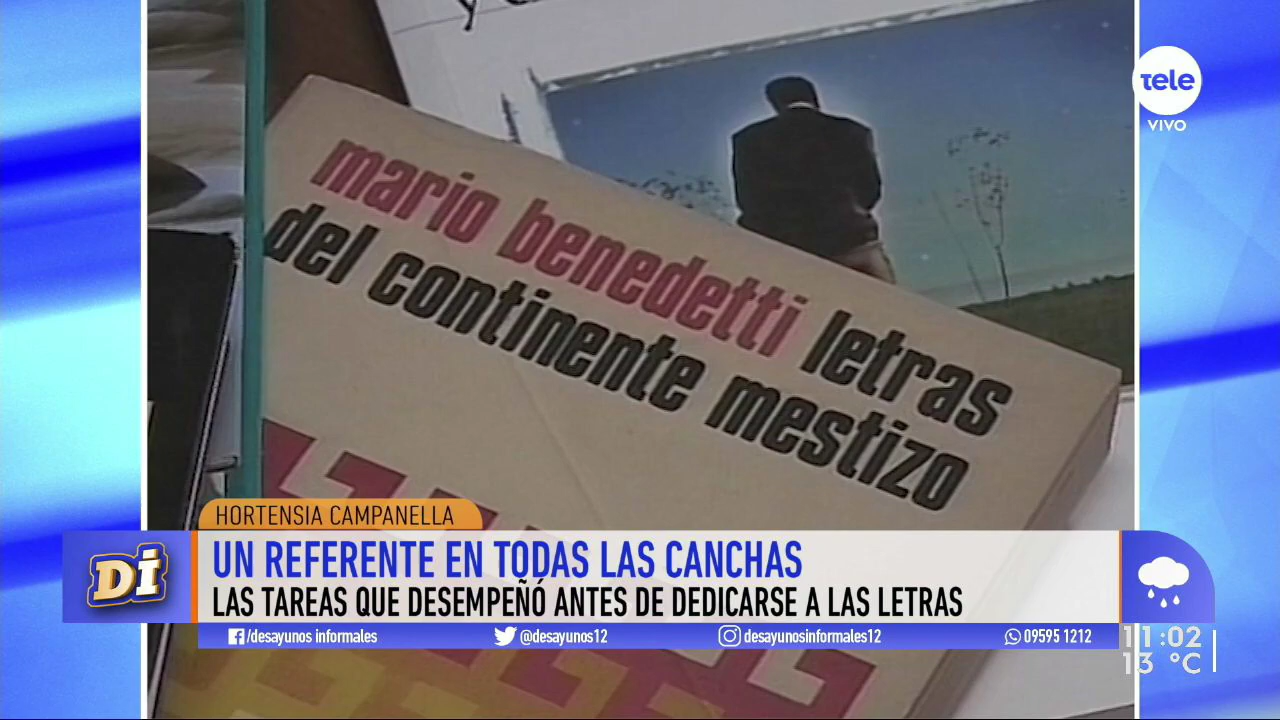 tele
VIVO
mario benedetti letras
del continente mestizo
HORTENSIA CAMPANELLA
UN REFERENTE EN TODAS LAS CANCHAS
LAS TAREAS QUE DESEMPEÑÓ ANTES DE DEDICARSE A LAS LETRAS
Di
/desayunos informales
@desayunos12
desayunosinformales12
09595 1212
11:02
13 °C